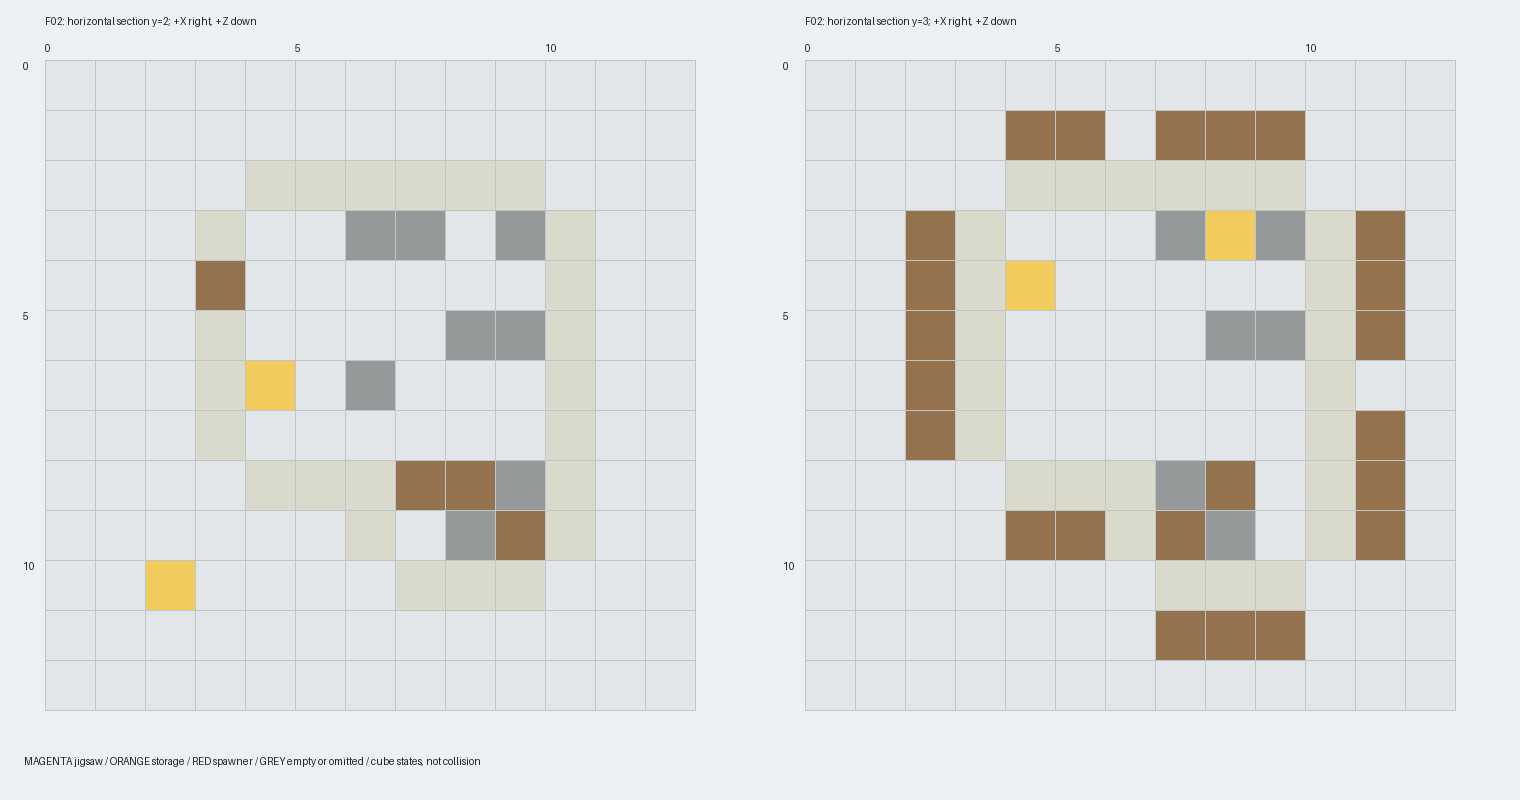 F02: horizontal section y=2; +X right, +Z down
F02: horizontal section y=3; +X right, +Z down
0 5 10
0 5 10
0
0
5
5
10
10
MAGENTA jigsaw / ORANGE storage / RED spawner / GREY empty or omitted / cube states, not collision